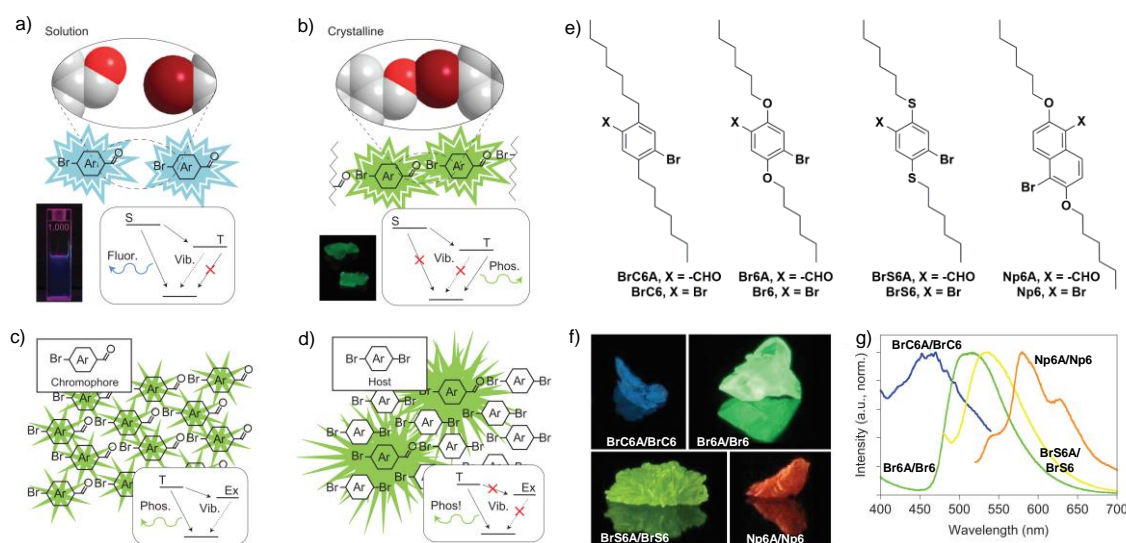 a) Solution
Br
Ar
O
Br
Ar
O
1,000
S
T
Fluor.
Vib.
b) Crystalline
O
Br
Ar
O
Br
Ar
O
Br
S
T
Vib.
Phos.
c)
Br
Ar
O
Chromophore
T
Ex
Phos.
Vib.
d)
Br
Ar
Br
Host
T
Ex
Phos!
Vib.
e)
X
Br
BrC6A, X = -CHO
BrC6, X = Br
O
X
Br
O
Br6A, X = -CHO
Br6, X = Br
S
X
Br
S
BrS6A, X = -CHO
BrS6, X = Br
O
X
Br
O
Np6A, X = -CHO
Np6, X = Br
f)
BrC6A/BrC6
Br6A/Br6
BrS6A/BrS6
Np6A/Np6
g)
Intensity (a.u., norm.)
BrC6A/BrC6
Np6A/Np6
Br6A/Br6
BrS6A/
BrS6
400 450 500 550 600 650 700
Wavelength (nm)